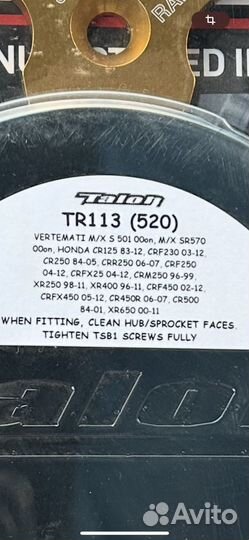 Talon
TR113 (520)
VERTEMATI M/X S 501 00on, M/X SR570
00on, HONDA CR125 83-12, CRF230 03-12,
CR250 84-05, CRR250 06-07, CRF250
04-12, CRFX25 04-12, CRM250 96-99,
XR250 98-11, XR400 96-11, CRF450 02-12,
CRFX450 05-12, CR450R 06-07, CR500
84-01, XR650 00-11
WHEN FITTING, CLEAN HUB/SPROCKET FACES.
TIGHTEN TSB1 SCREWS FULLY
Avito